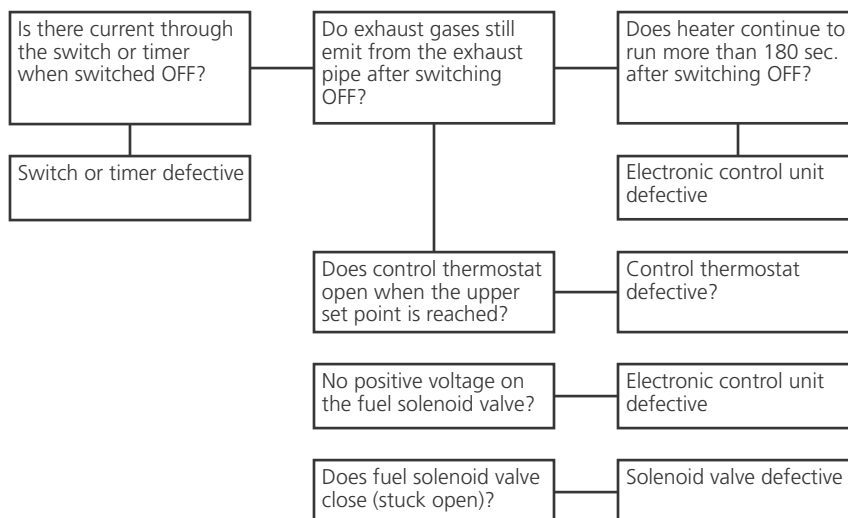 Is there current through
the switch or timer
when switched OFF?
Do exhaust gases still
emit from the exhaust
pipe after switching
OFF?
Does heater continue to
run more than 180 sec.
after switching OFF?
Switch or timer defective
Electronic control unit
defective
Does control thermostat
open when the upper
set point is reached?
Control thermostat
defective?
No positive voltage on
the fuel solenoid valve?
Electronic control unit
defective
Does fuel solenoid valve
close (stuck open)?
Solenoid valve defective